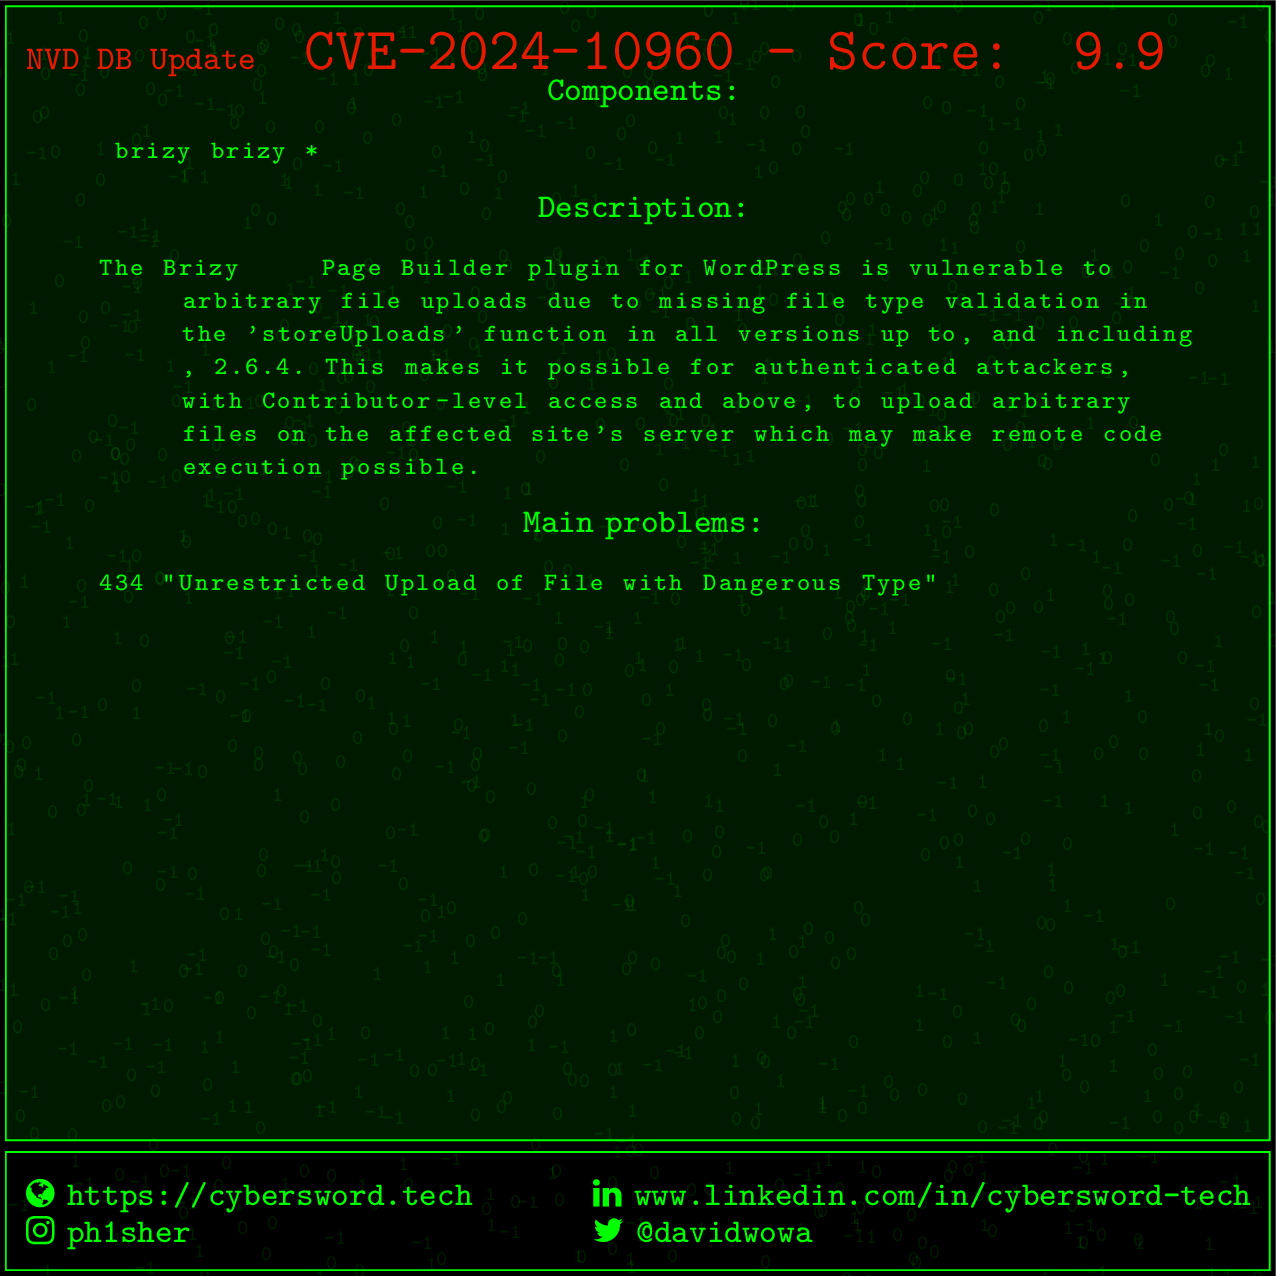 NVD DB Update CVE-2024-10960 - Score: 9.9
Components:
brizy brizy *
Description:
The Brizy Page Builder plugin for WordPress is vulnerable to
arbitrary file uploads due to missing file type validation in
the 'storeUploads' function in all versions up to, and including
, 2.6.4. This makes it possible for authenticated attackers,
with Contributor-level access and above, to upload arbitrary
files on the affected site's server which may make remote code
execution possible.
Main problems:
434 "Unrestricted Upload of File with Dangerous Type"
https://cybersword.tech www.linkedin.com/in/cybersword-tech
ph1sher @davidwowa